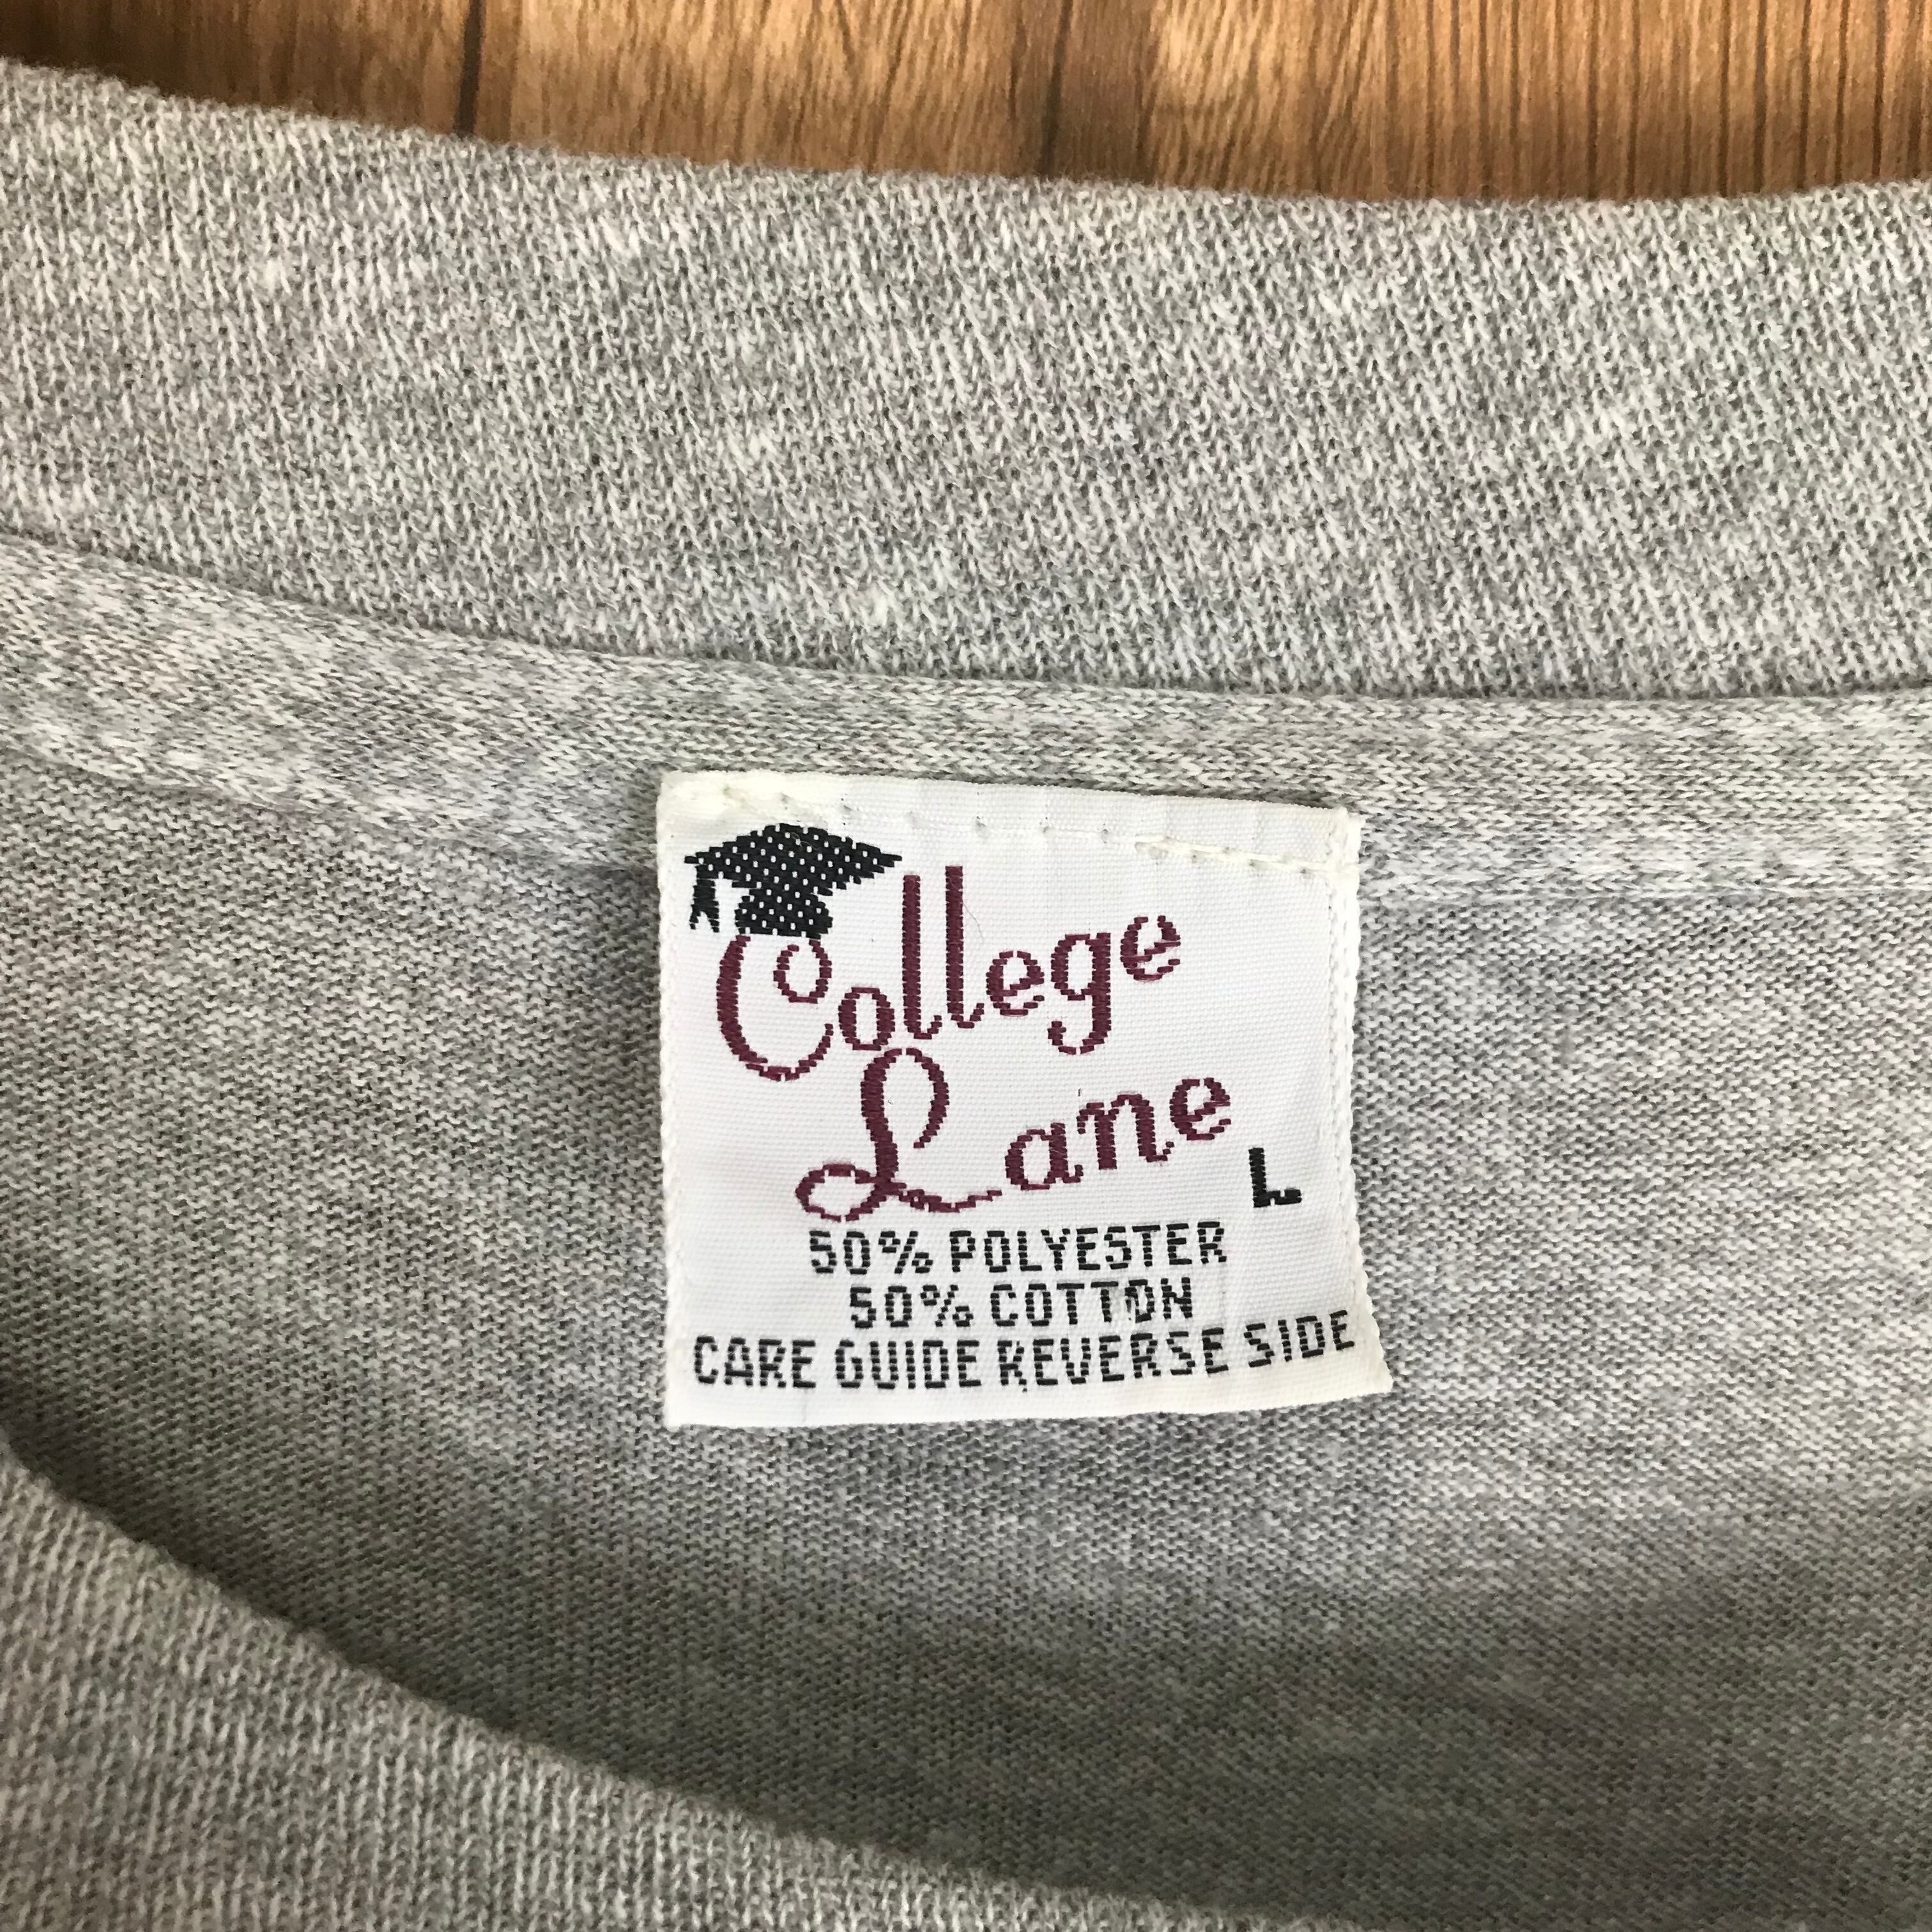 College
Lane
L
50% POLYESTER
50% COTTON
CARE GUIDE REVERSE SIDE